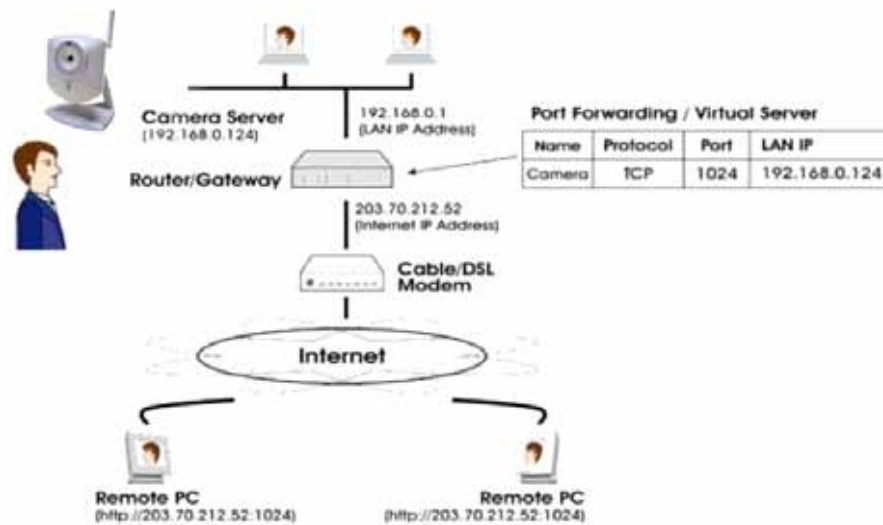 Camera Server
(192.168.0.124)
192.168.0.1
(LAN IP Address)
Port Forwarding / Virtual Server
Name Protocol Port LAN IP
Camera TCP 1024 192.168.0.124
Router/Gateway
203.70.212.52
(Internet IP Address)
Cable/DSL
Modem
Internet
Remote PC
(http://203.70.212.52:1024)
Remote PC
(http://203.70.212.52:1024)